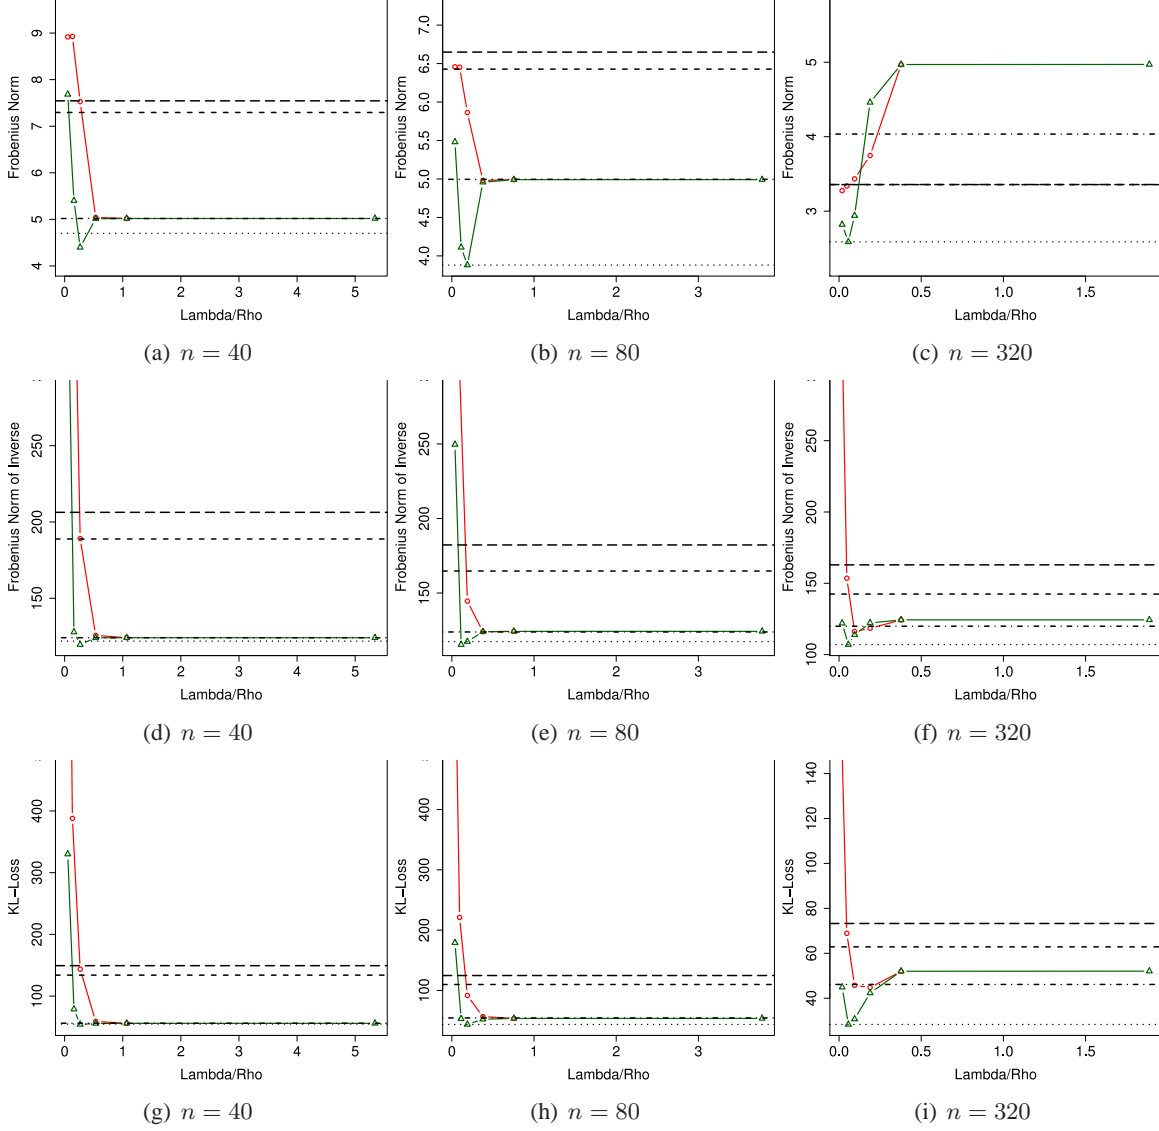 Frobenius Norm
4 5 6 7 8 9
0 1 2 3 4 5
Lambda/Rho
(a) n = 40
Frobenius Norm
4.0 4.5 5.0 5.5 6.0 6.5 7.0
0 1 2 3
Lambda/Rho
(b) n = 80
Frobenius Norm
3 4 5
0.0 0.5 1.0 1.5
Lambda/Rho
(c) n = 320
Frobenius Norm of Inverse
150 200 250
0 1 2 3 4 5
Lambda/Rho
(d) n = 40
Frobenius Norm of Inverse
150 200 250
0 1 2 3
Lambda/Rho
(e) n = 80
Frobenius Norm of Inverse
100 150 200 250
0.0 0.5 1.0 1.5
Lambda/Rho
(f) n = 320
KL−Loss
100 200 300 400
0 1 2 3 4 5
Lambda/Rho
(g) n = 40
KL−Loss
100 200 300 400
0 1 2 3
Lambda/Rho
(h) n = 80
KL−Loss
40 60 80 100 120 140
0.0 0.5 1.0 1.5
Lambda/Rho
(i) n = 320